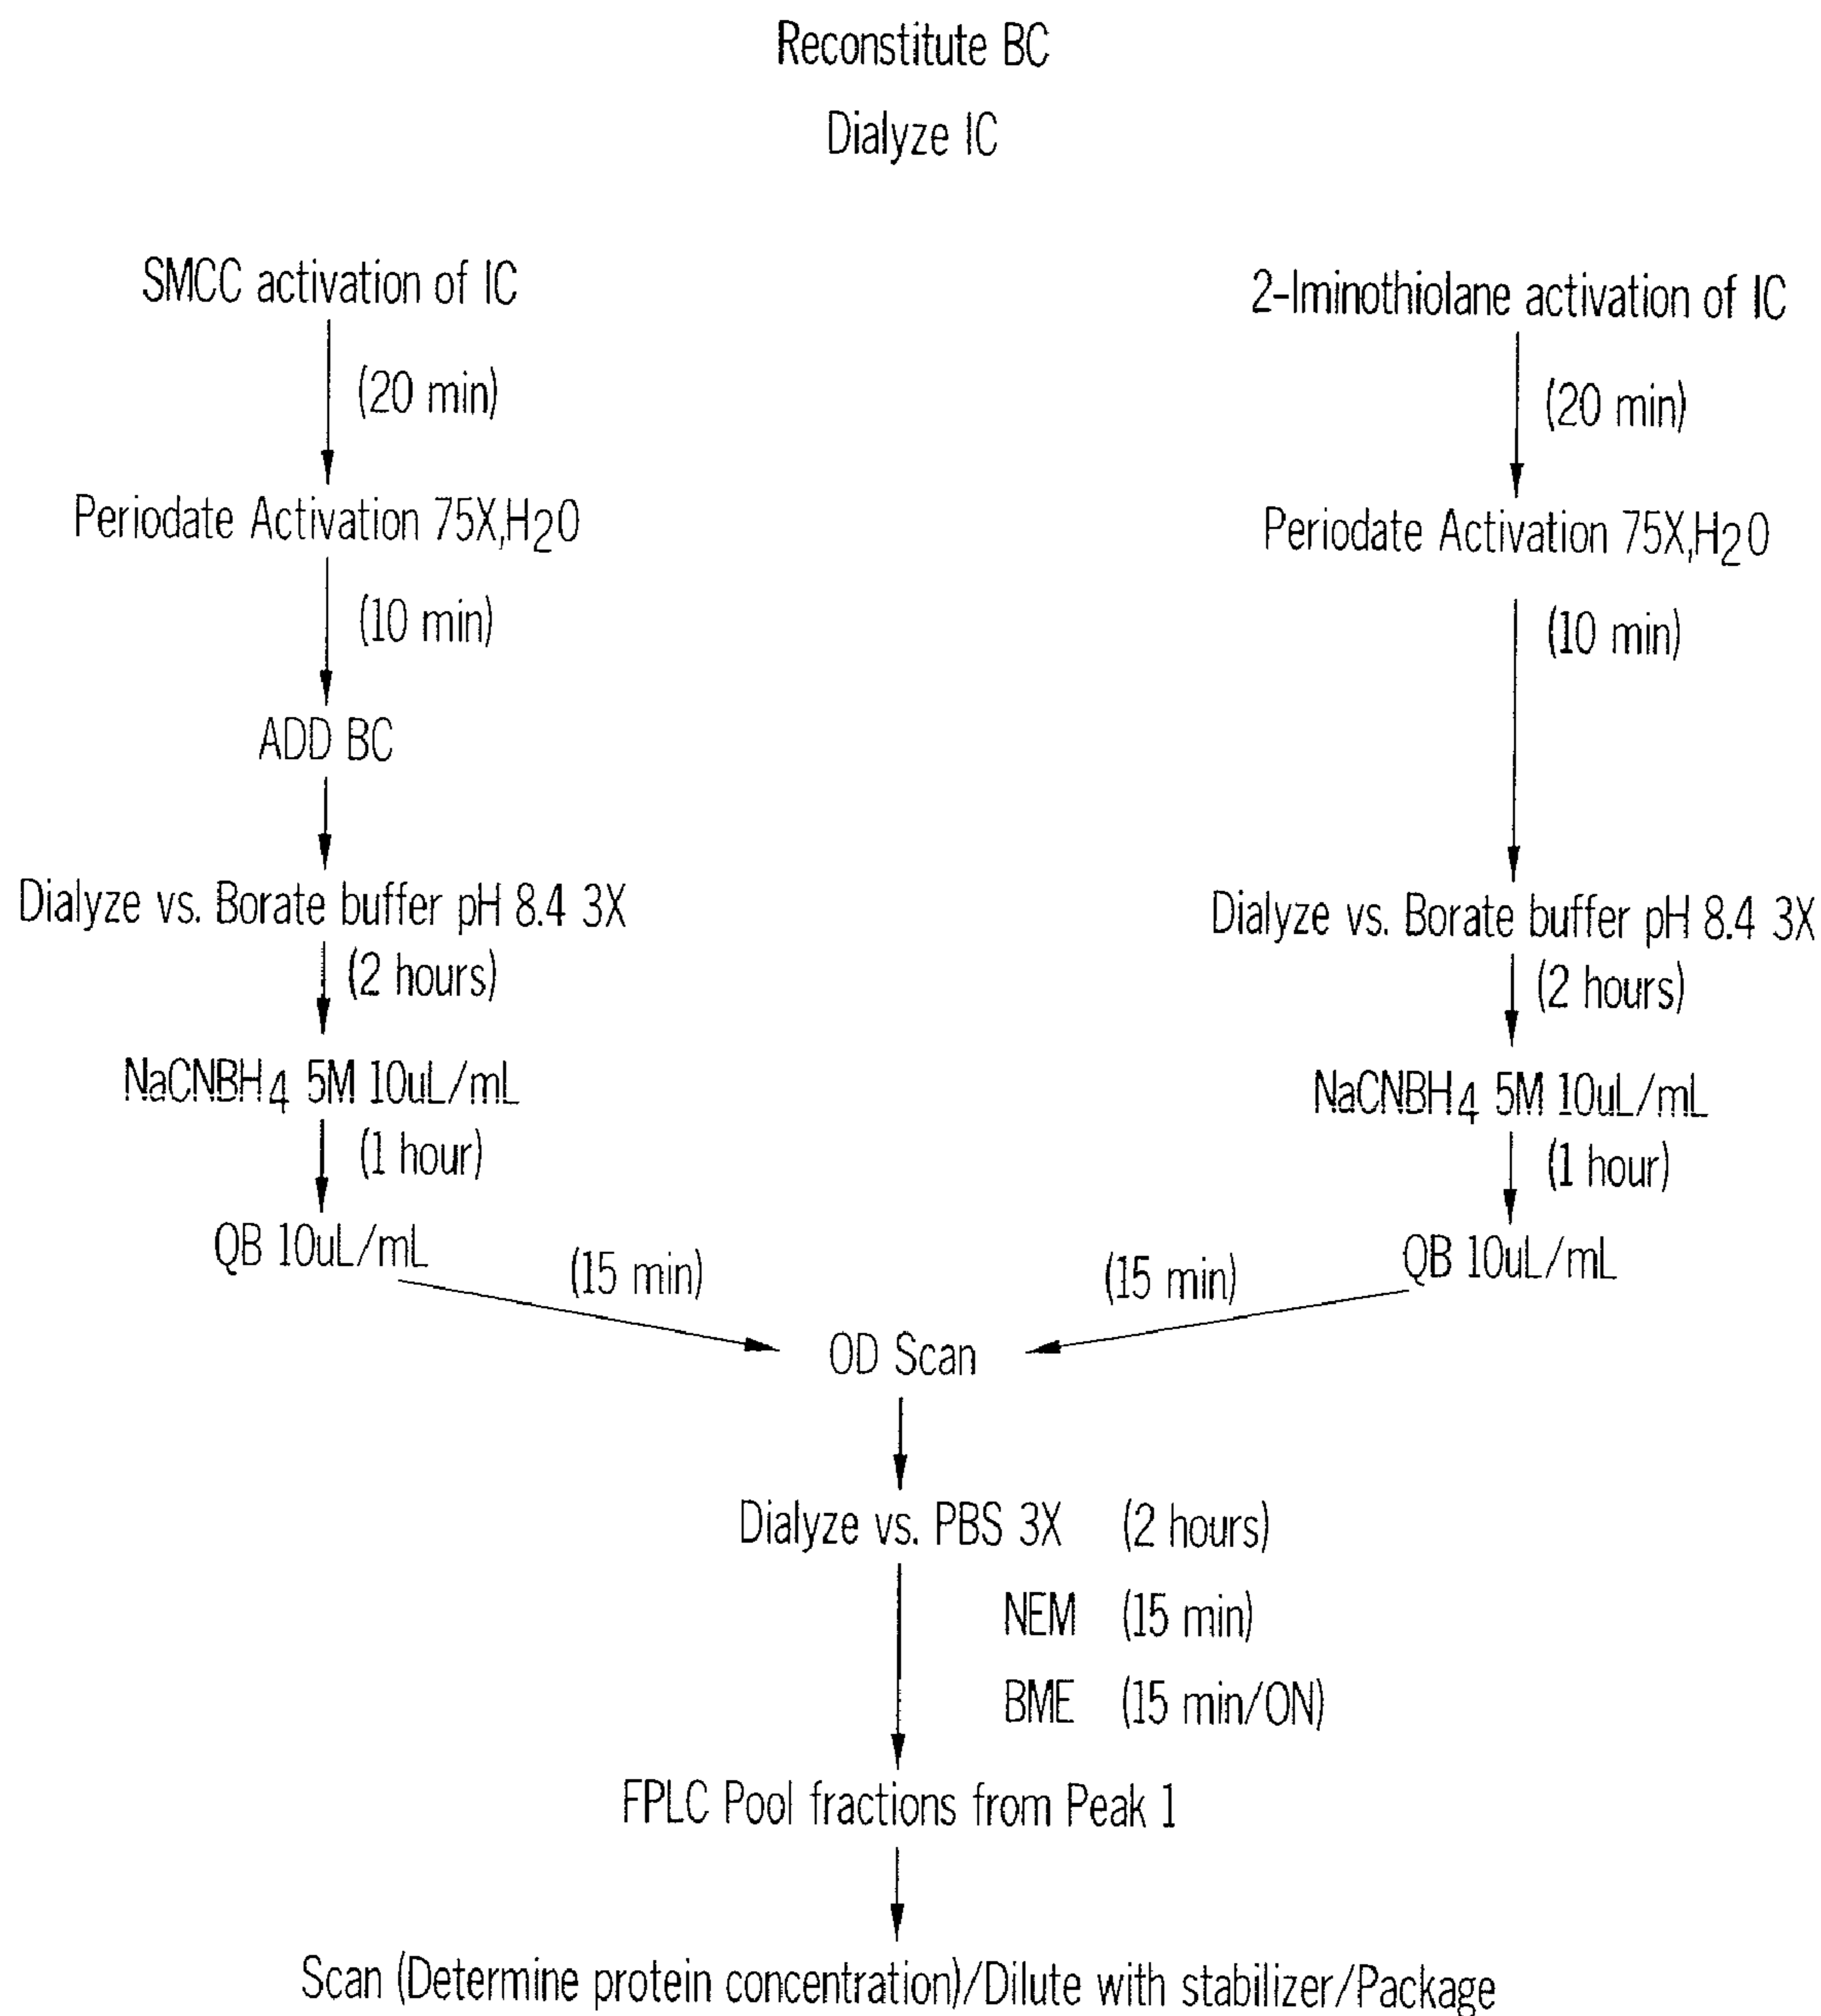 Reconstitute BC
Dialyze IC
SMCC activation of IC
(20 min)
Periodate Activation 75X,H2O
(10 min)
ADD BC
Dialyze vs. Borate buffer pH 8.4 3X
(2 hours)
NaCNBH4 5M 10uL/mL
(1 hour)
QB 10uL/mL
(15 min)
2-Iminothiolane activation of IC
(20 min)
Periodate Activation 75X,H2O
(10 min)
Dialyze vs. Borate buffer pH 8.4 3X
(2 hours)
NaCNBH4 5M 10uL/mL
(1 hour)
QB 10uL/mL
(15 min)
OD Scan
Dialyze vs. PBS 3X (2 hours)
NEM (15 min)
BME (15 min/ON)
FPLC Pool fractions from Peak 1
Scan (Determine protein concentration)/Dilute with stabilizer/Package